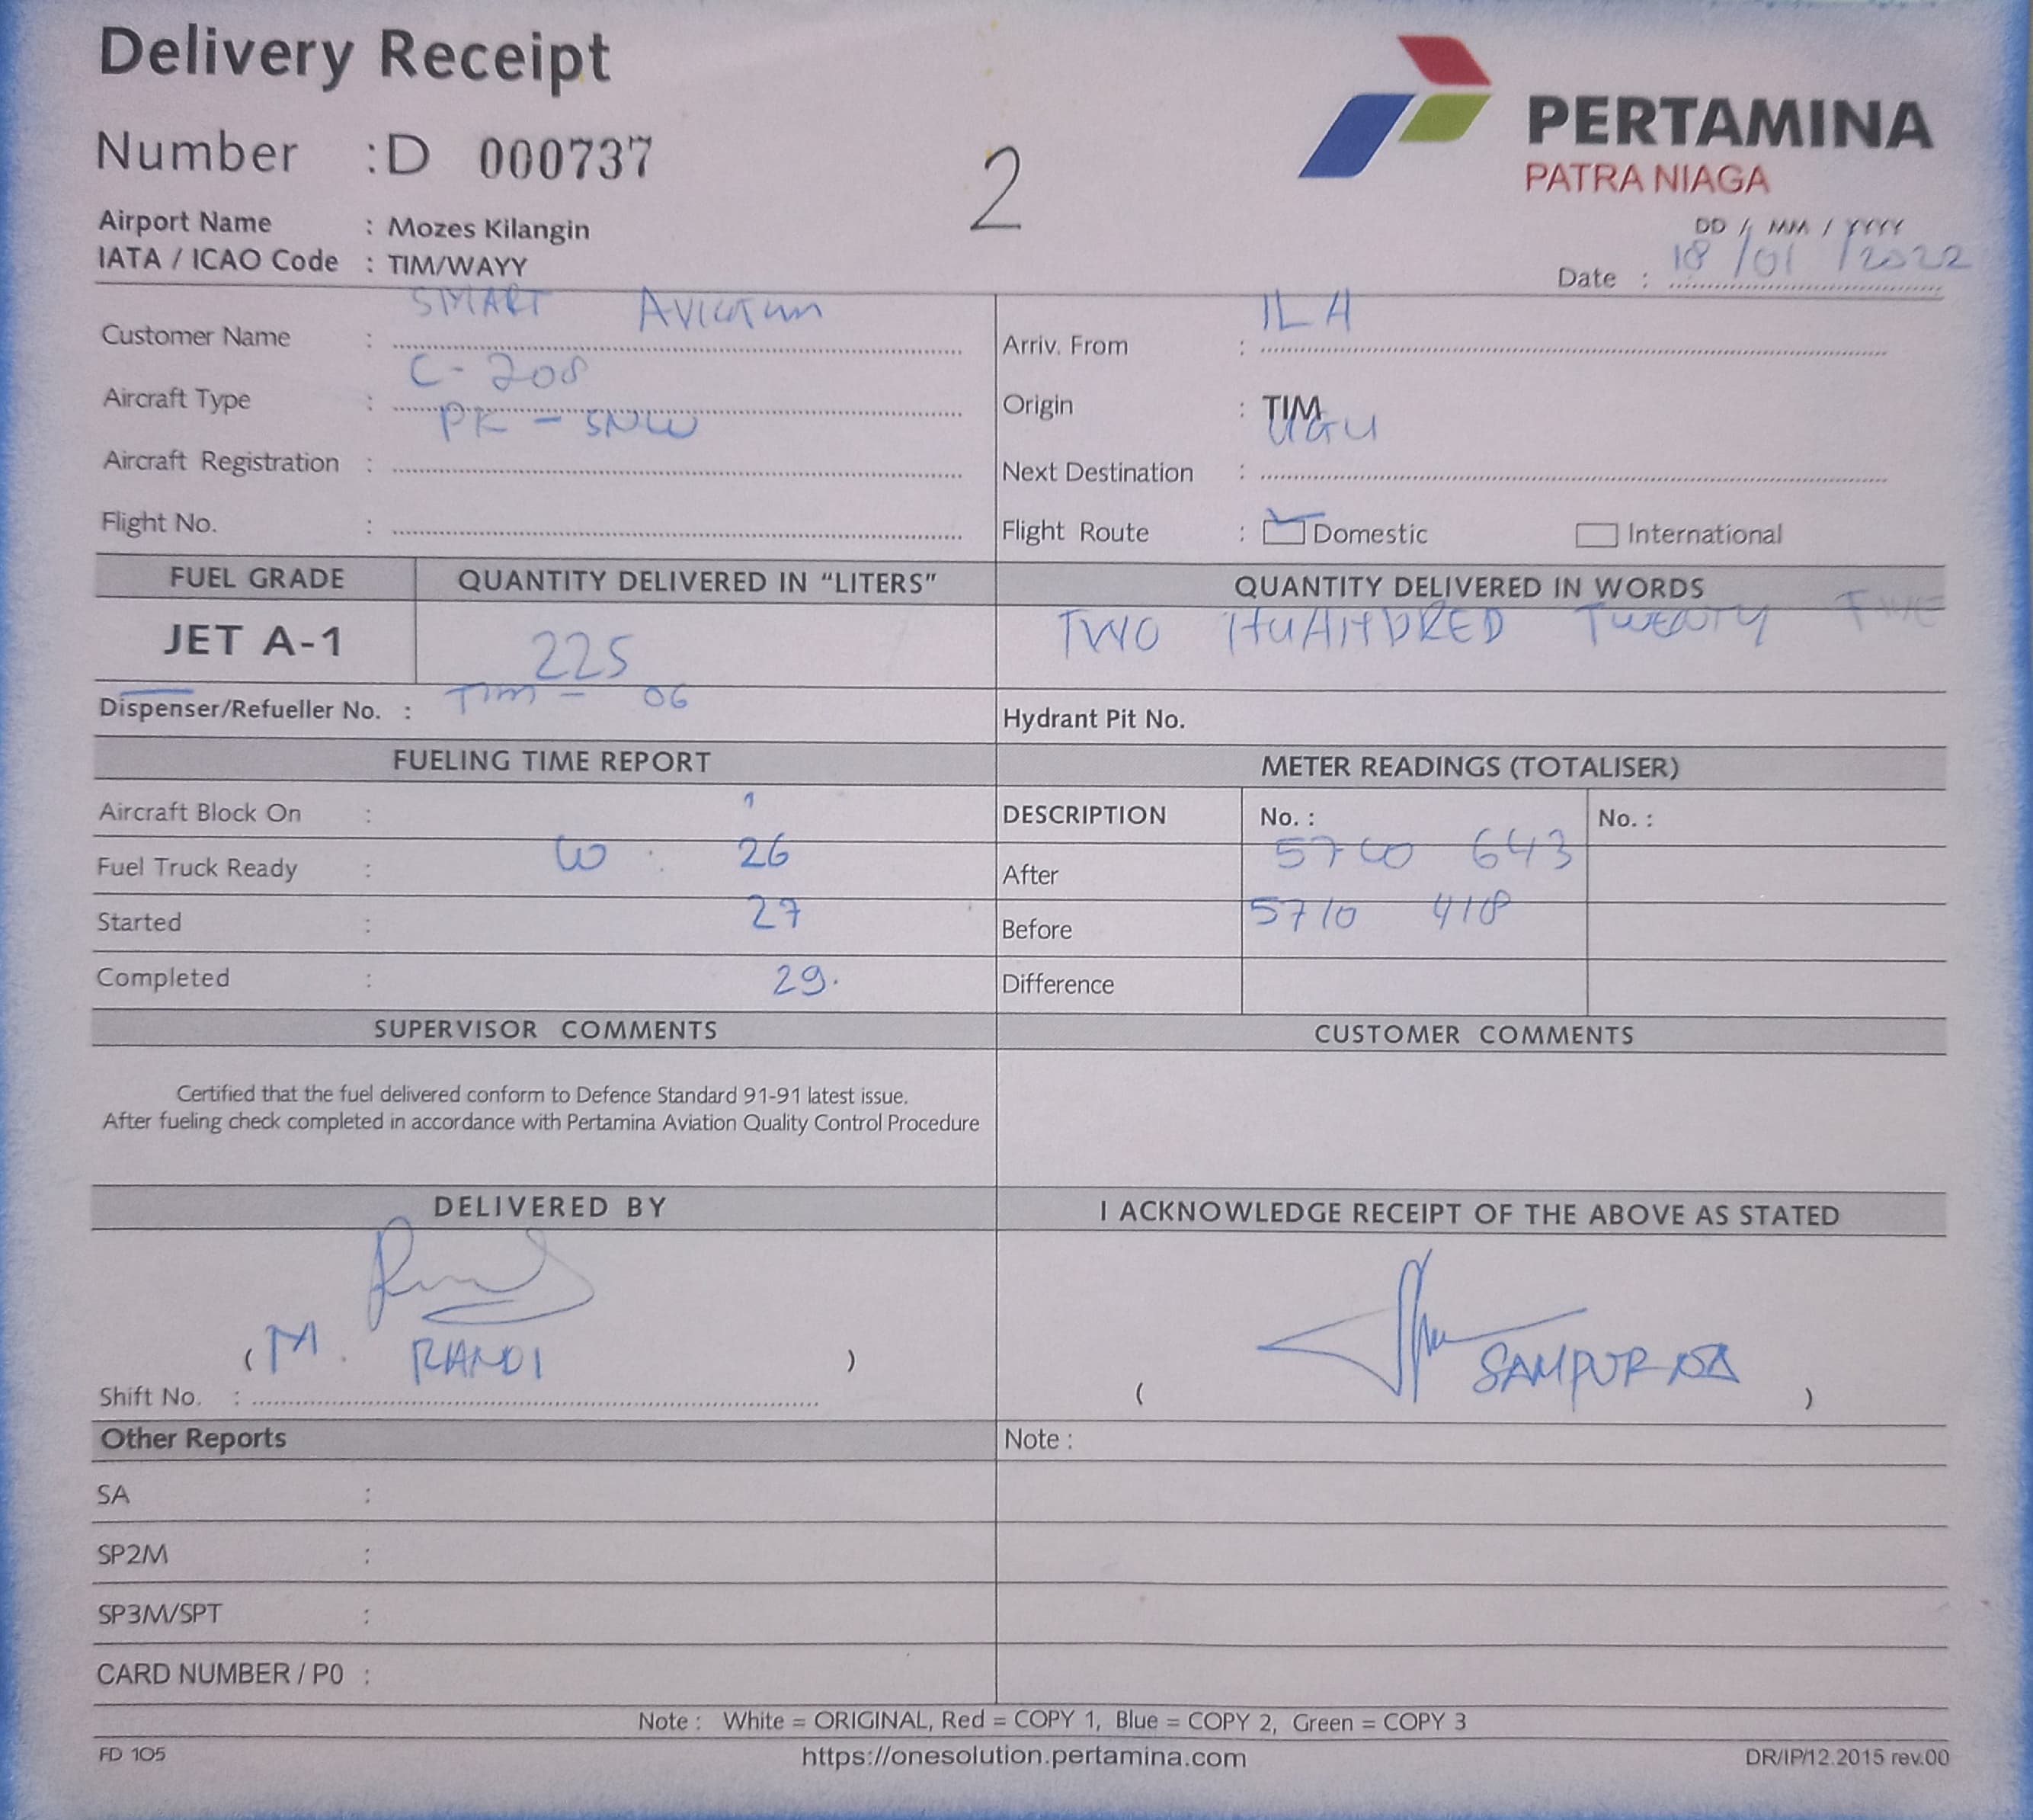 Delivery Receipt
PERTAMINA
PATRA NIAGA
Number :D 000737
2
Airport Name : Mozes Kilangin
IATA / ICAO Code : TIM/WAYY
DD / MM / YYYY
Date : 18/01/2022
Customer Name : SMART Aviation
Arriv. From : ILA
Aircraft Type : C-208
Origin : TIM
Aircraft Registration : PK-SNW
Next Destination : UGU
Flight No. :
Flight Route : Domestic International
FUEL GRADE QUANTITY DELIVERED IN "LITERS" QUANTITY DELIVERED IN WORDS
JET A-1 225 TWO TWENTY FIVE
Dispenser/Refueller No. : TIM - 06
Hydrant Pit No.
FUELING TIME REPORT METER READINGS (TOTALISER)
Aircraft Block On : DESCRIPTION No. : No. :
Fuel Truck Ready : 26 After 643
Started : 27 Before 5710 418
Completed : 29. Difference
SUPERVISOR COMMENTS CUSTOMER COMMENTS
Certified that the fuel delivered conform to Defence Standard 91-91 latest issue.
After fueling check completed in accordance with Pertamina Aviation Quality Control Procedure
DELIVERED BY I ACKNOWLEDGE RECEIPT OF THE ABOVE AS STATED
( M. RANDI ) ( SAMPURNA )
Shift No. :
Other Reports Note :
SA :
SP2M :
SP3M/SPT :
CARD NUMBER / P0 :
Note : White = ORIGINAL, Red = COPY 1, Blue = COPY 2, Green = COPY 3
FD 105 https://onesolution.pertamina.com DR/IP/12.2015 rev.00